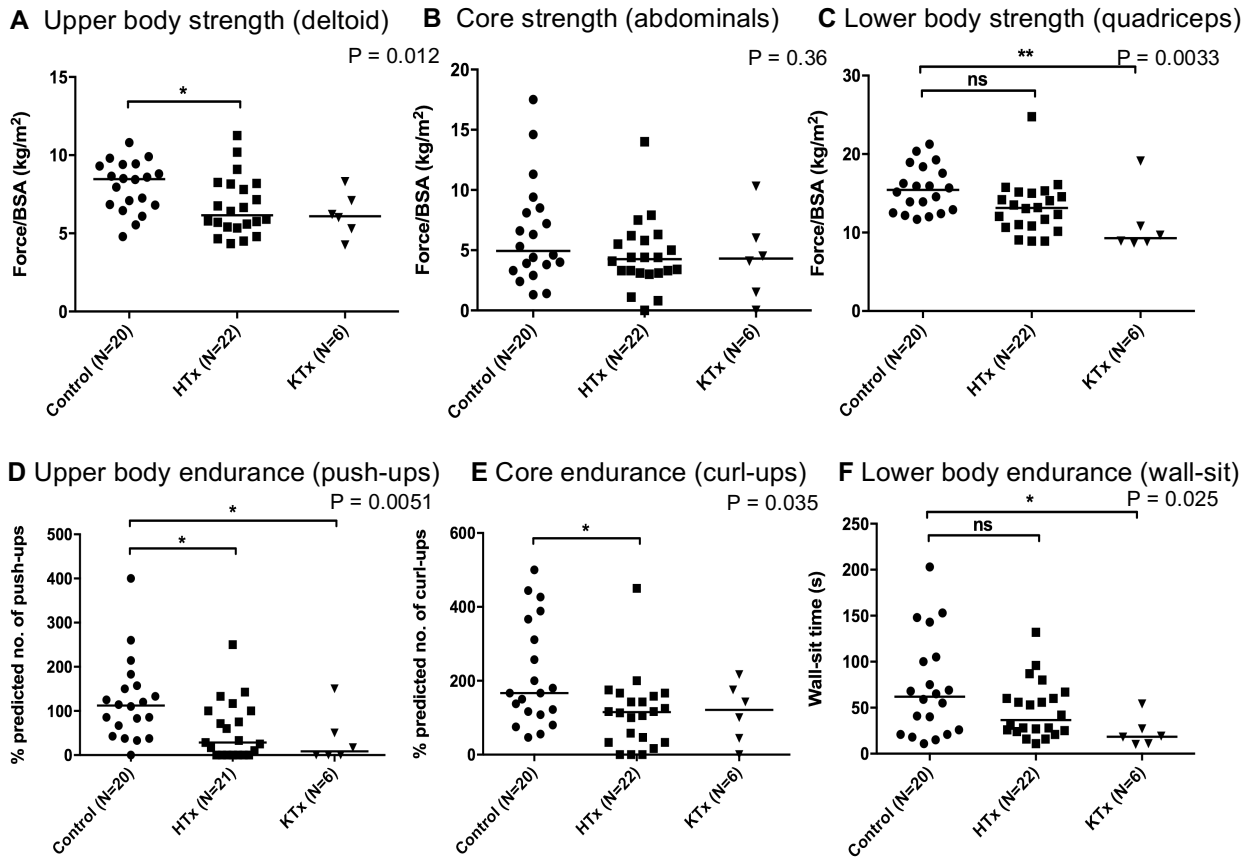 A Upper body strength (deltoid)
P = 0.012
Force/BSA (kg/m²)
15
10
5
0
*
Control (N=20)
HTx (N=22)
KTx (N=6)
B Core strength (abdominals)
P = 0.36
Force/BSA (kg/m²)
20
15
10
5
0
Control (N=20)
HTx (N=22)
KTx (N=6)
C Lower body strength (quadriceps)
P = 0.0033
Force/BSA (kg/m²)
30
20
10
0
**
ns
Control (N=20)
HTx (N=22)
KTx (N=6)
D Upper body endurance (push-ups)
P = 0.0051
% predicted no. of push-ups
500
400
300
200
100
0
*
*
Control (N=20)
HTx (N=21)
KTx (N=6)
E Core endurance (curl-ups)
P = 0.035
% predicted no. of curl-ups
600
400
200
0
*
Control (N=20)
HTx (N=22)
KTx (N=6)
F Lower body endurance (wall-sit)
P = 0.025
Wall-sit time (s)
250
200
150
100
50
0
*
ns
Control (N=20)
HTx (N=22)
KTx (N=6)